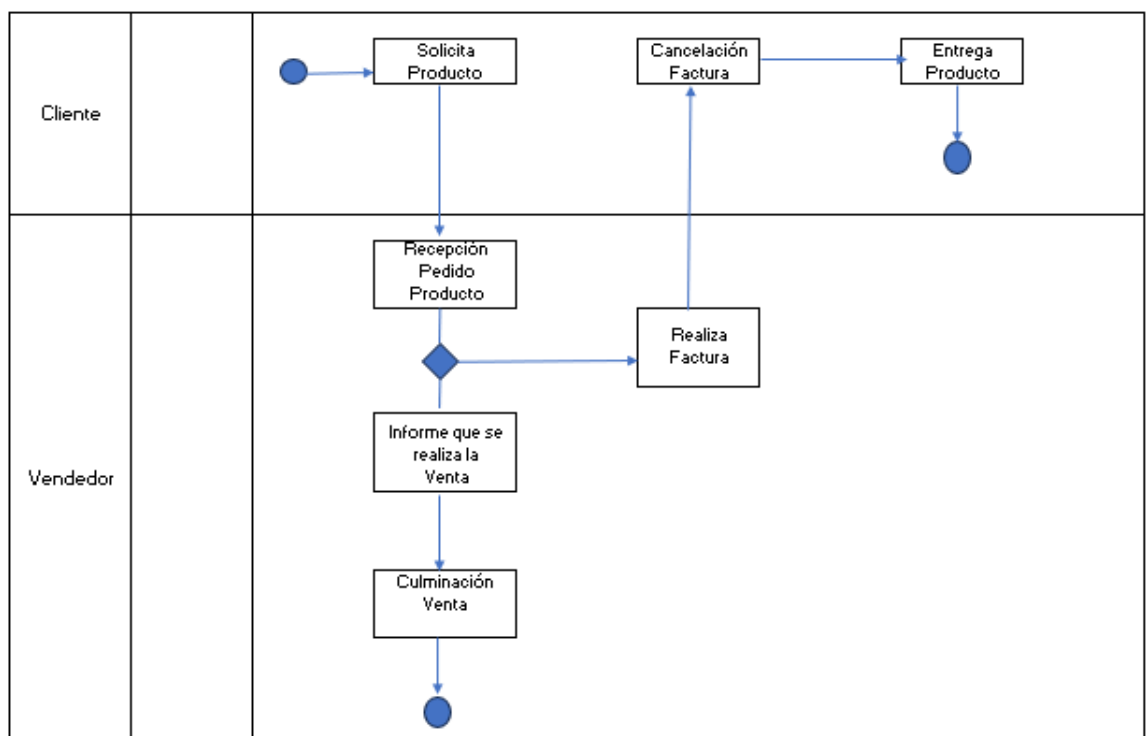 Cliente
Solicita
Producto
Cancelación
Factura
Entrega
Producto
Vendedor
Recepción
Pedido
Producto
Realiza
Factura
Informe que se
realiza la
Venta
Culminación
Venta